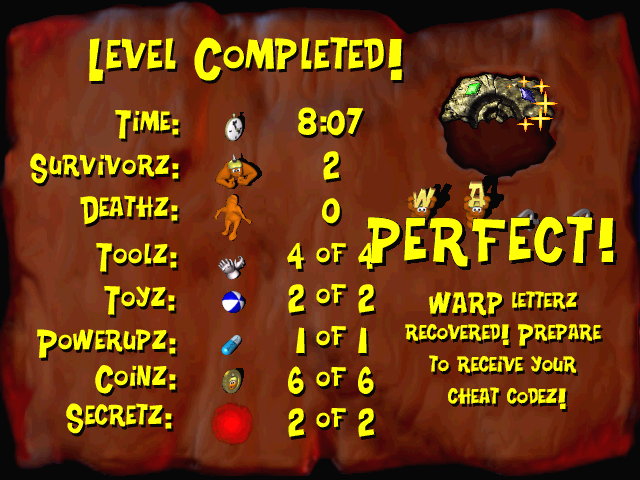 Level Completed!
Time: 8:07
Survivorz: 2
Deathz: 0
Toolz: 4 of 4
Toyz: 2 of 2
Powerupz: 1 of 1
Coinz: 6 of 6
Secretz: 2 of 2
W A
PERFECT!
WARP letterz
recovered! Prepare
to receive your
cheat codez!